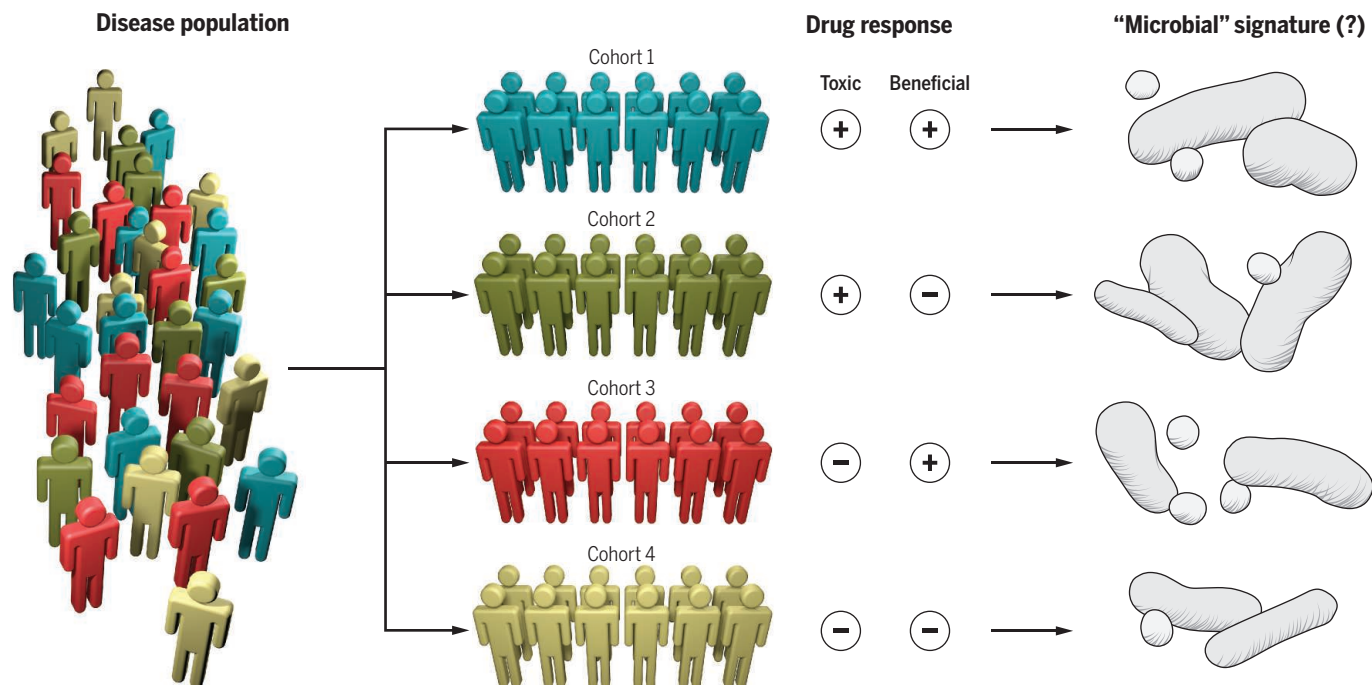 Disease population
Drug response
“Microbial” signature (?)
Toxic
Beneficial
Cohort 1
+
+
Cohort 2
+
−
Cohort 3
−
+
Cohort 4
−
−